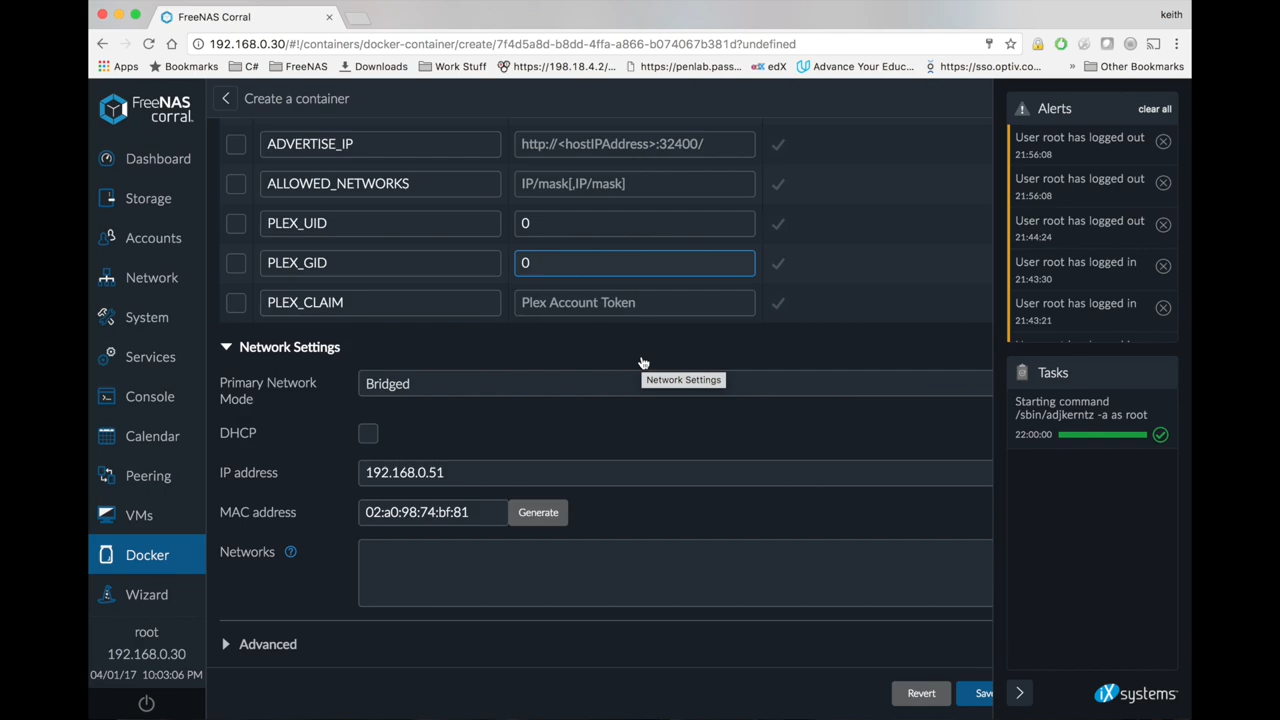 FreeNAS Corral
keith
192.168.0.30/#!/containers/docker-container/create/7f4d5a8d-b8dd-4ffa-a866-b074067b381d?undefined
Apps
Bookmarks
C#
FreeNAS
Downloads
Work Stuff
https://198.18.4.2/...
https://penlab.pass...
edX
edX
Advance Your Educ...
https://sso.optiv.co...
»
Other Bookmarks
FreeNAS
corral.
Dashboard
Storage
Accounts
Network
System
Services
Console
Calendar
Peering
VMs
Docker
Wizard
root
192.168.0.30
04/01/17 10:03:06 PM
Create a container
ADVERTISE_IP
http://<hostIPAddress>:32400/
ALLOWED_NETWORKS
IP/mask[,IP/mask]
PLEX_UID
0
PLEX_GID
0
PLEX_CLAIM
Plex Account Token
Network Settings
Network Settings
Primary Network
Mode
Bridged
DHCP
IP address
192.168.0.51
MAC address
02:a0:98:74:bf:81
Generate
Networks
?
Advanced
Revert
Sav
Alerts
clear all
User root has logged out
21:56:08
User root has logged out
21:56:08
User root has logged out
21:44:24
User root has logged in
21:43:30
User root has logged in
21:43:21
Tasks
Starting command
/sbin/adjkerntz -a as root
22:00:00
iXsystems